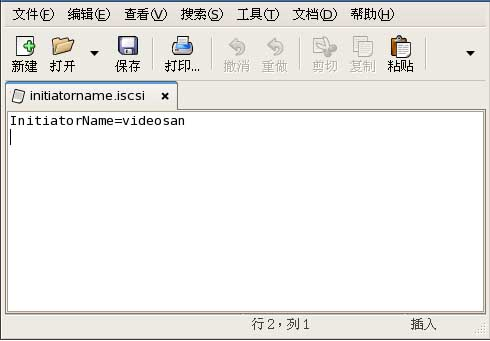 文件(F) 编辑(E) 查看(V) 搜索(S) 工具(T) 文档(D) 帮助(H)
新建 打开 保存 打印... 撤消 重做 剪切 复制 粘贴
initiatorname.iscsi
InitiatorName=videosan
行 2，列 1 插入